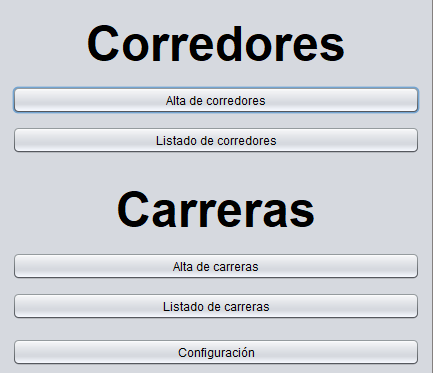 Corredores
Alta de corredores
Listado de corredores
Carreras
Alta de carreras
Listado de carreras
Configuración